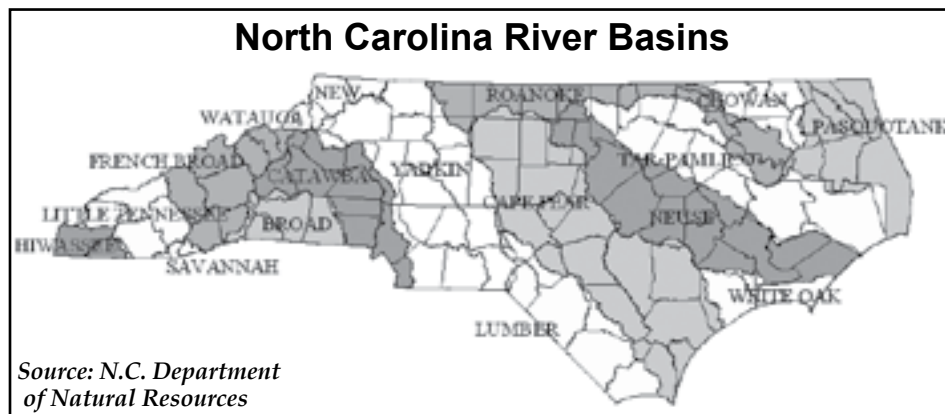 North Carolina River Basins
NEW
ROANOKE
CHOWAN
WATAUGA
PASQUOTANK
FRENCH BROAD
CATAWBA
YADKIN
TAR-PAMLICO
LITTLE TENNESSEE
BROAD
CAPE FEAR
NEUSE
HIWASSEE
SAVANNAH
WHITE OAK
LUMBER
Source: N.C. Department
of Natural Resources